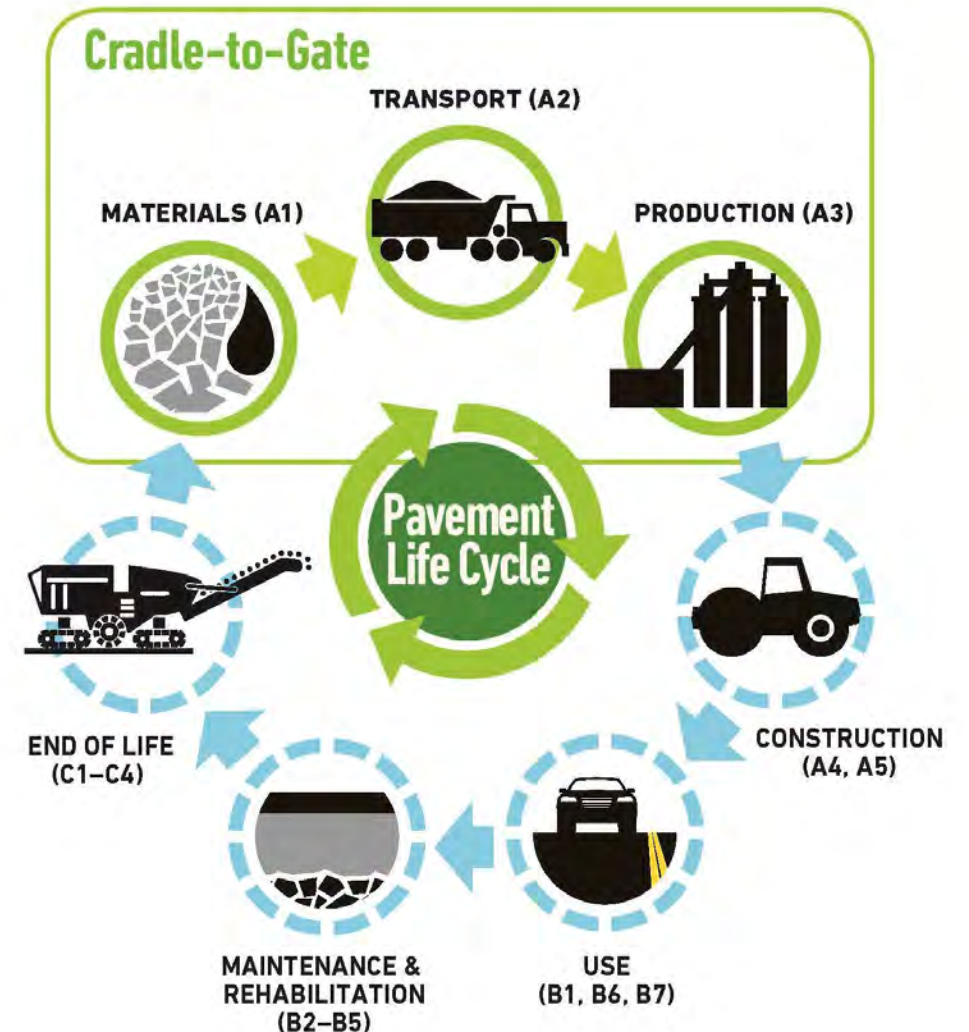 Cradle-to-Gate
TRANSPORT (A2)
MATERIALS (A1)
PRODUCTION (A3)
Pavement
Life Cycle
CONSTRUCTION
(A4, A5)
END OF LIFE
(C1–C4)
MAINTENANCE &
REHABILITATION
(B2–B5)
USE
(B1, B6, B7)